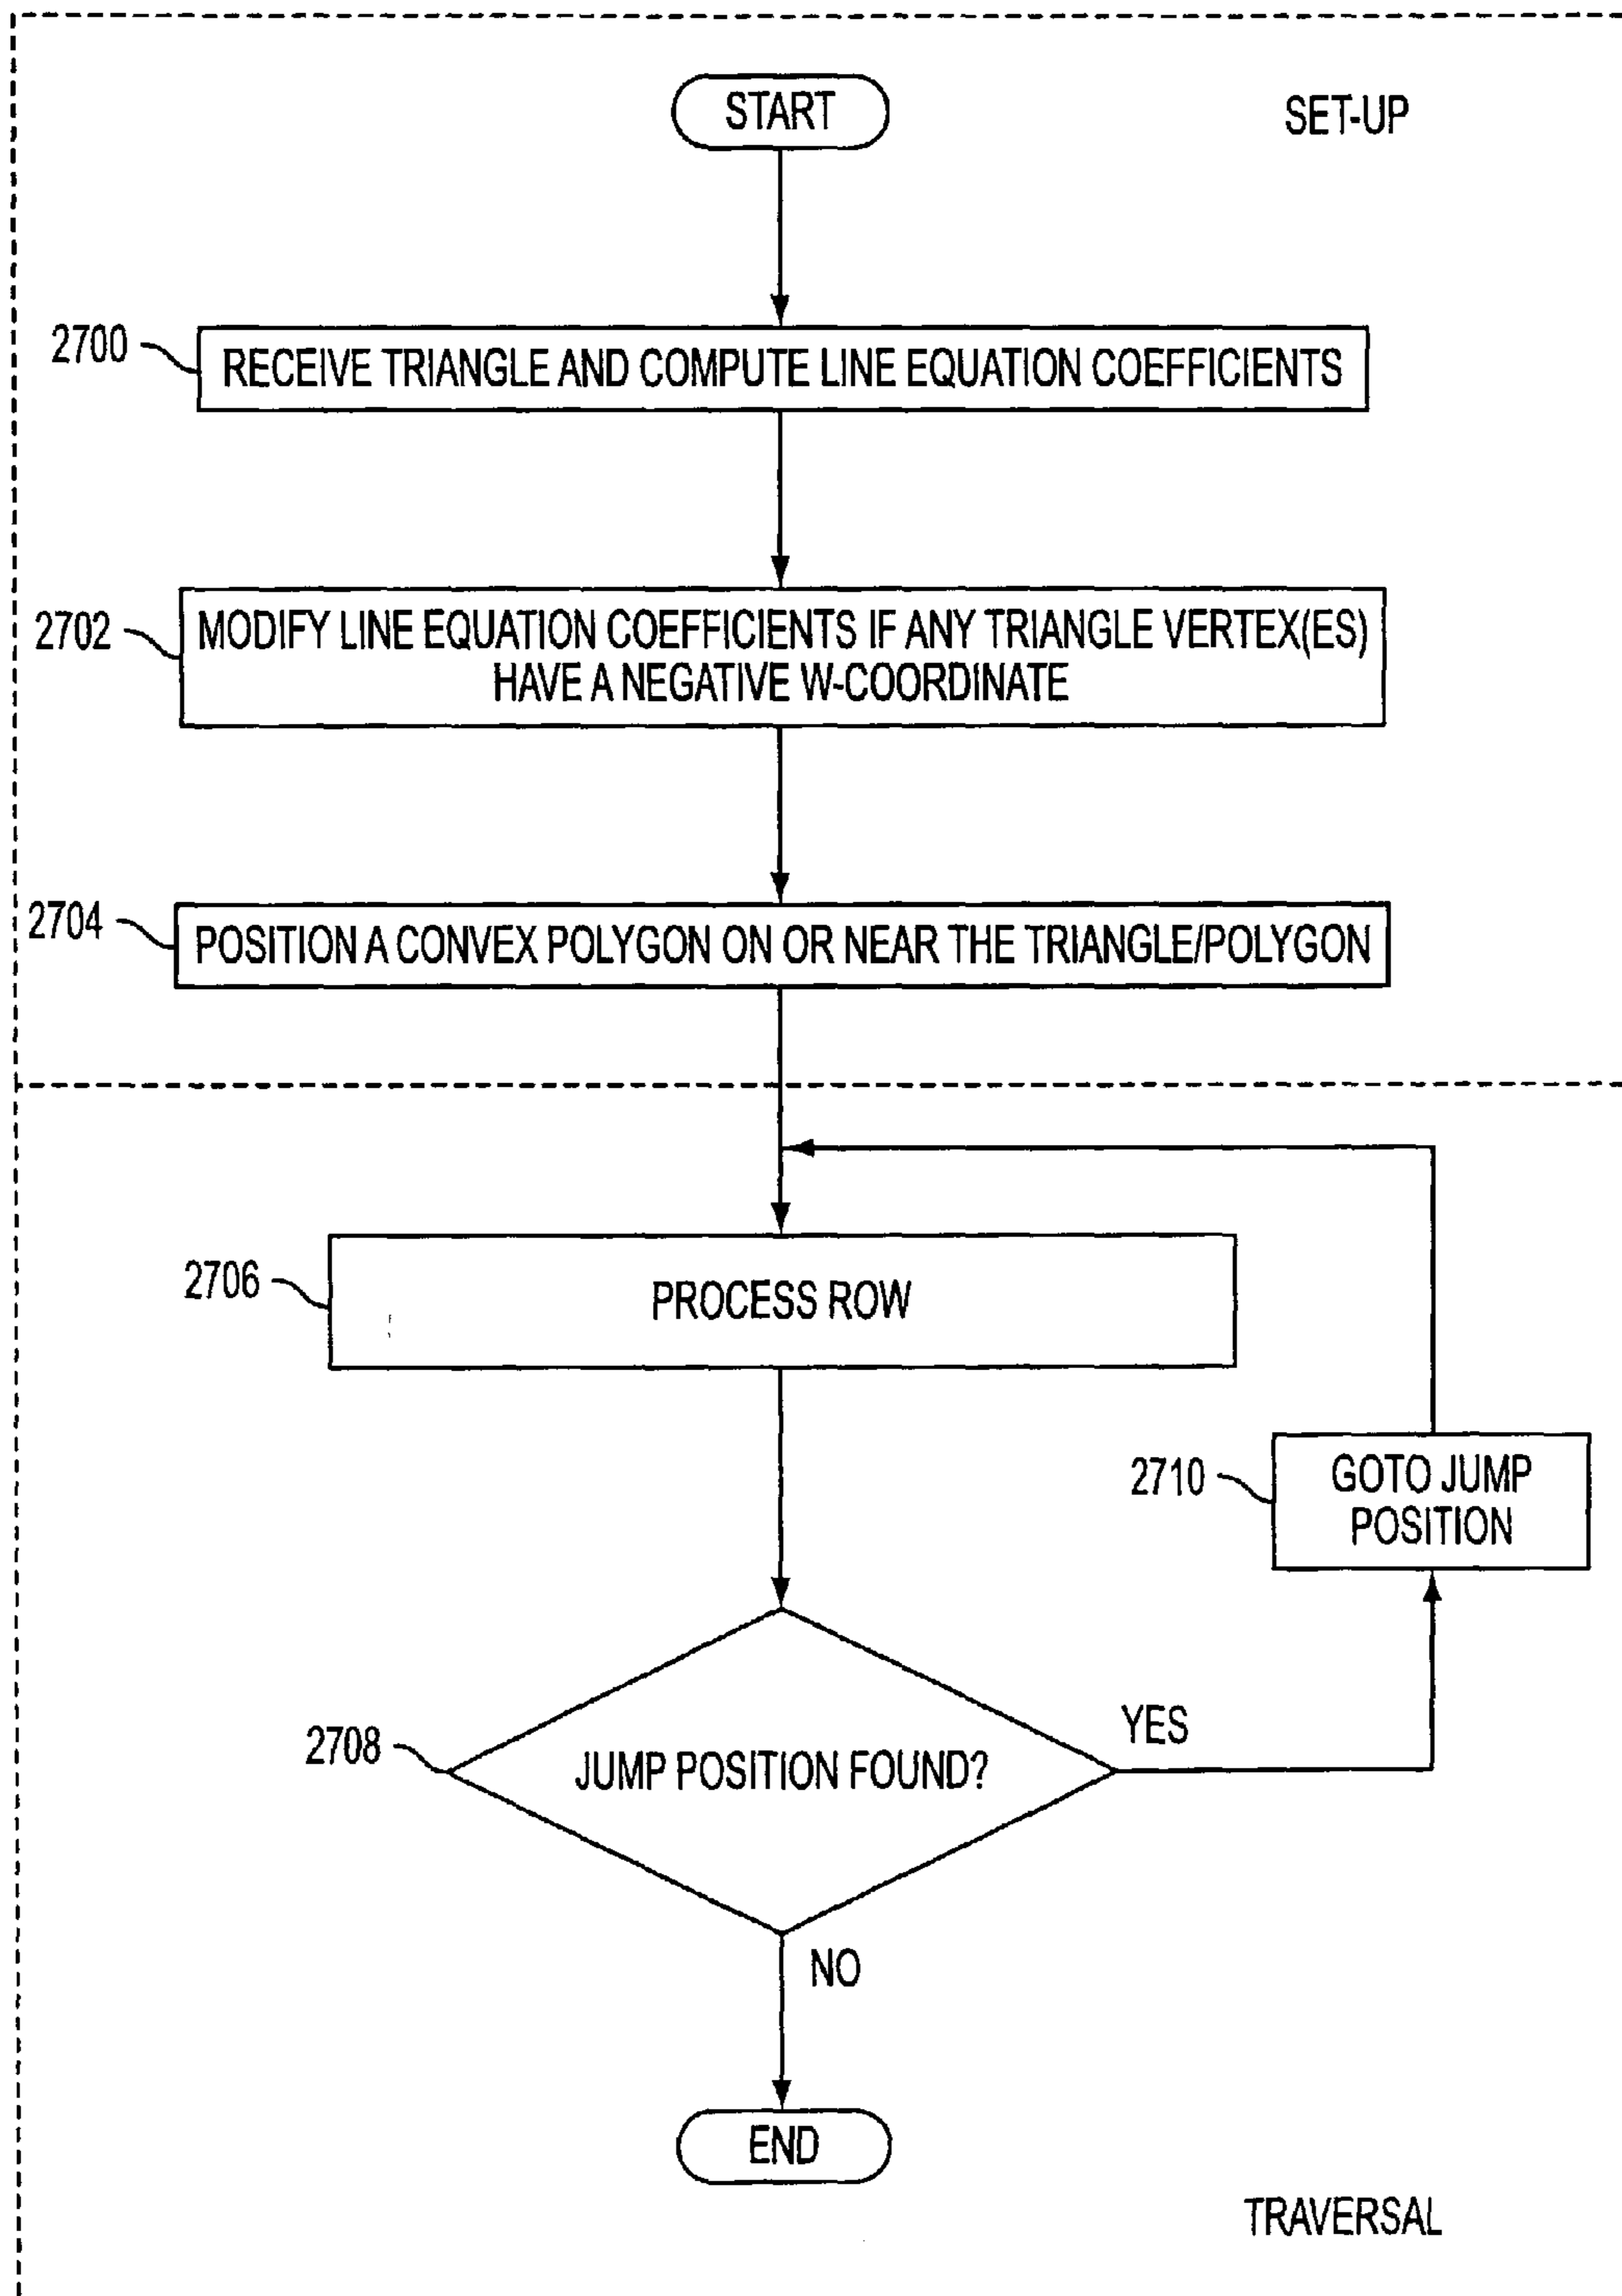 START
SET-UP
2700
RECEIVE TRIANGLE AND COMPUTE LINE EQUATION COEFFICIENTS
2702
MODIFY LINE EQUATION COEFFICIENTS IF ANY TRIANGLE VERTEX(ES)
HAVE A NEGATIVE W-COORDINATE
2704
POSITION A CONVEX POLYGON ON OR NEAR THE TRIANGLE/POLYGON
2706
PROCESS ROW
2710
GOTO JUMP
POSITION
2708
JUMP POSITION FOUND?
YES
NO
END
TRAVERSAL